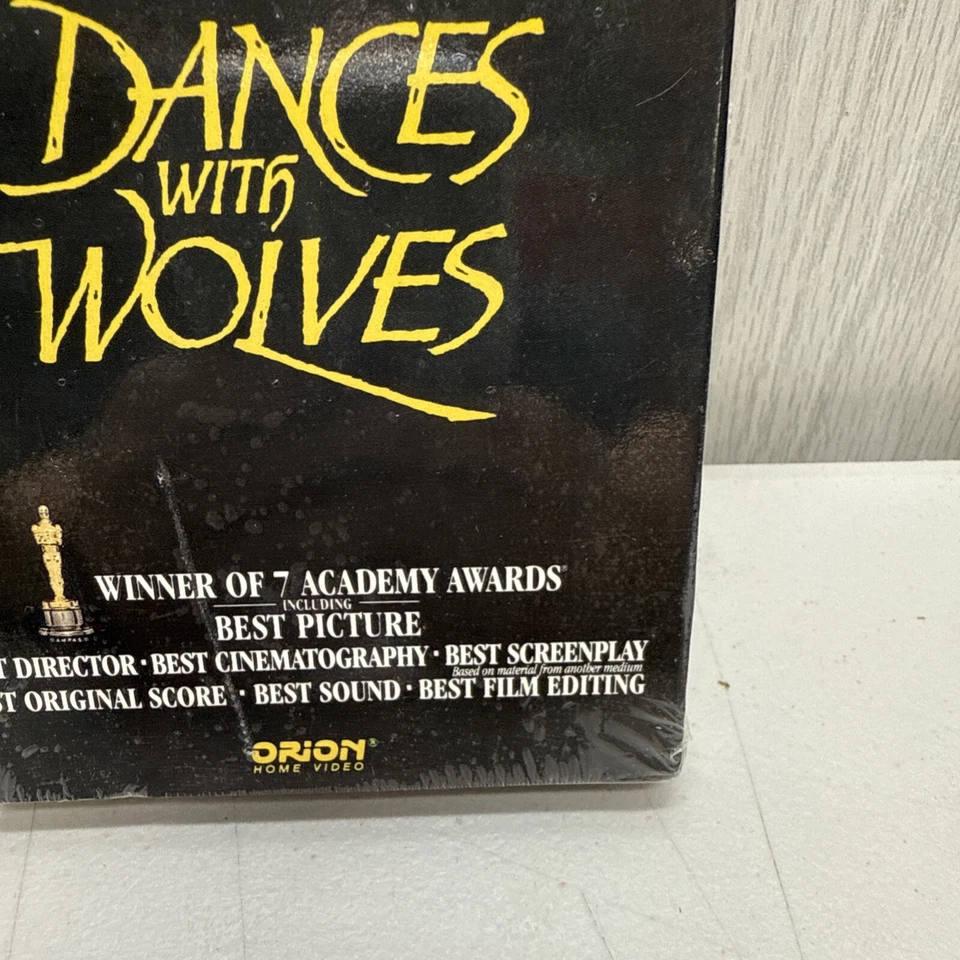 DANCES
WITH
WOLVES
WINNER OF 7 ACADEMY AWARDS®
INCLUDING
BEST PICTURE
T DIRECTOR · BEST CINEMATOGRAPHY · BEST SCREENPLAY
Based on material from another medium
ST ORIGINAL SCORE · BEST SOUND · BEST FILM EDITING
ORION®
HOME VIDEO